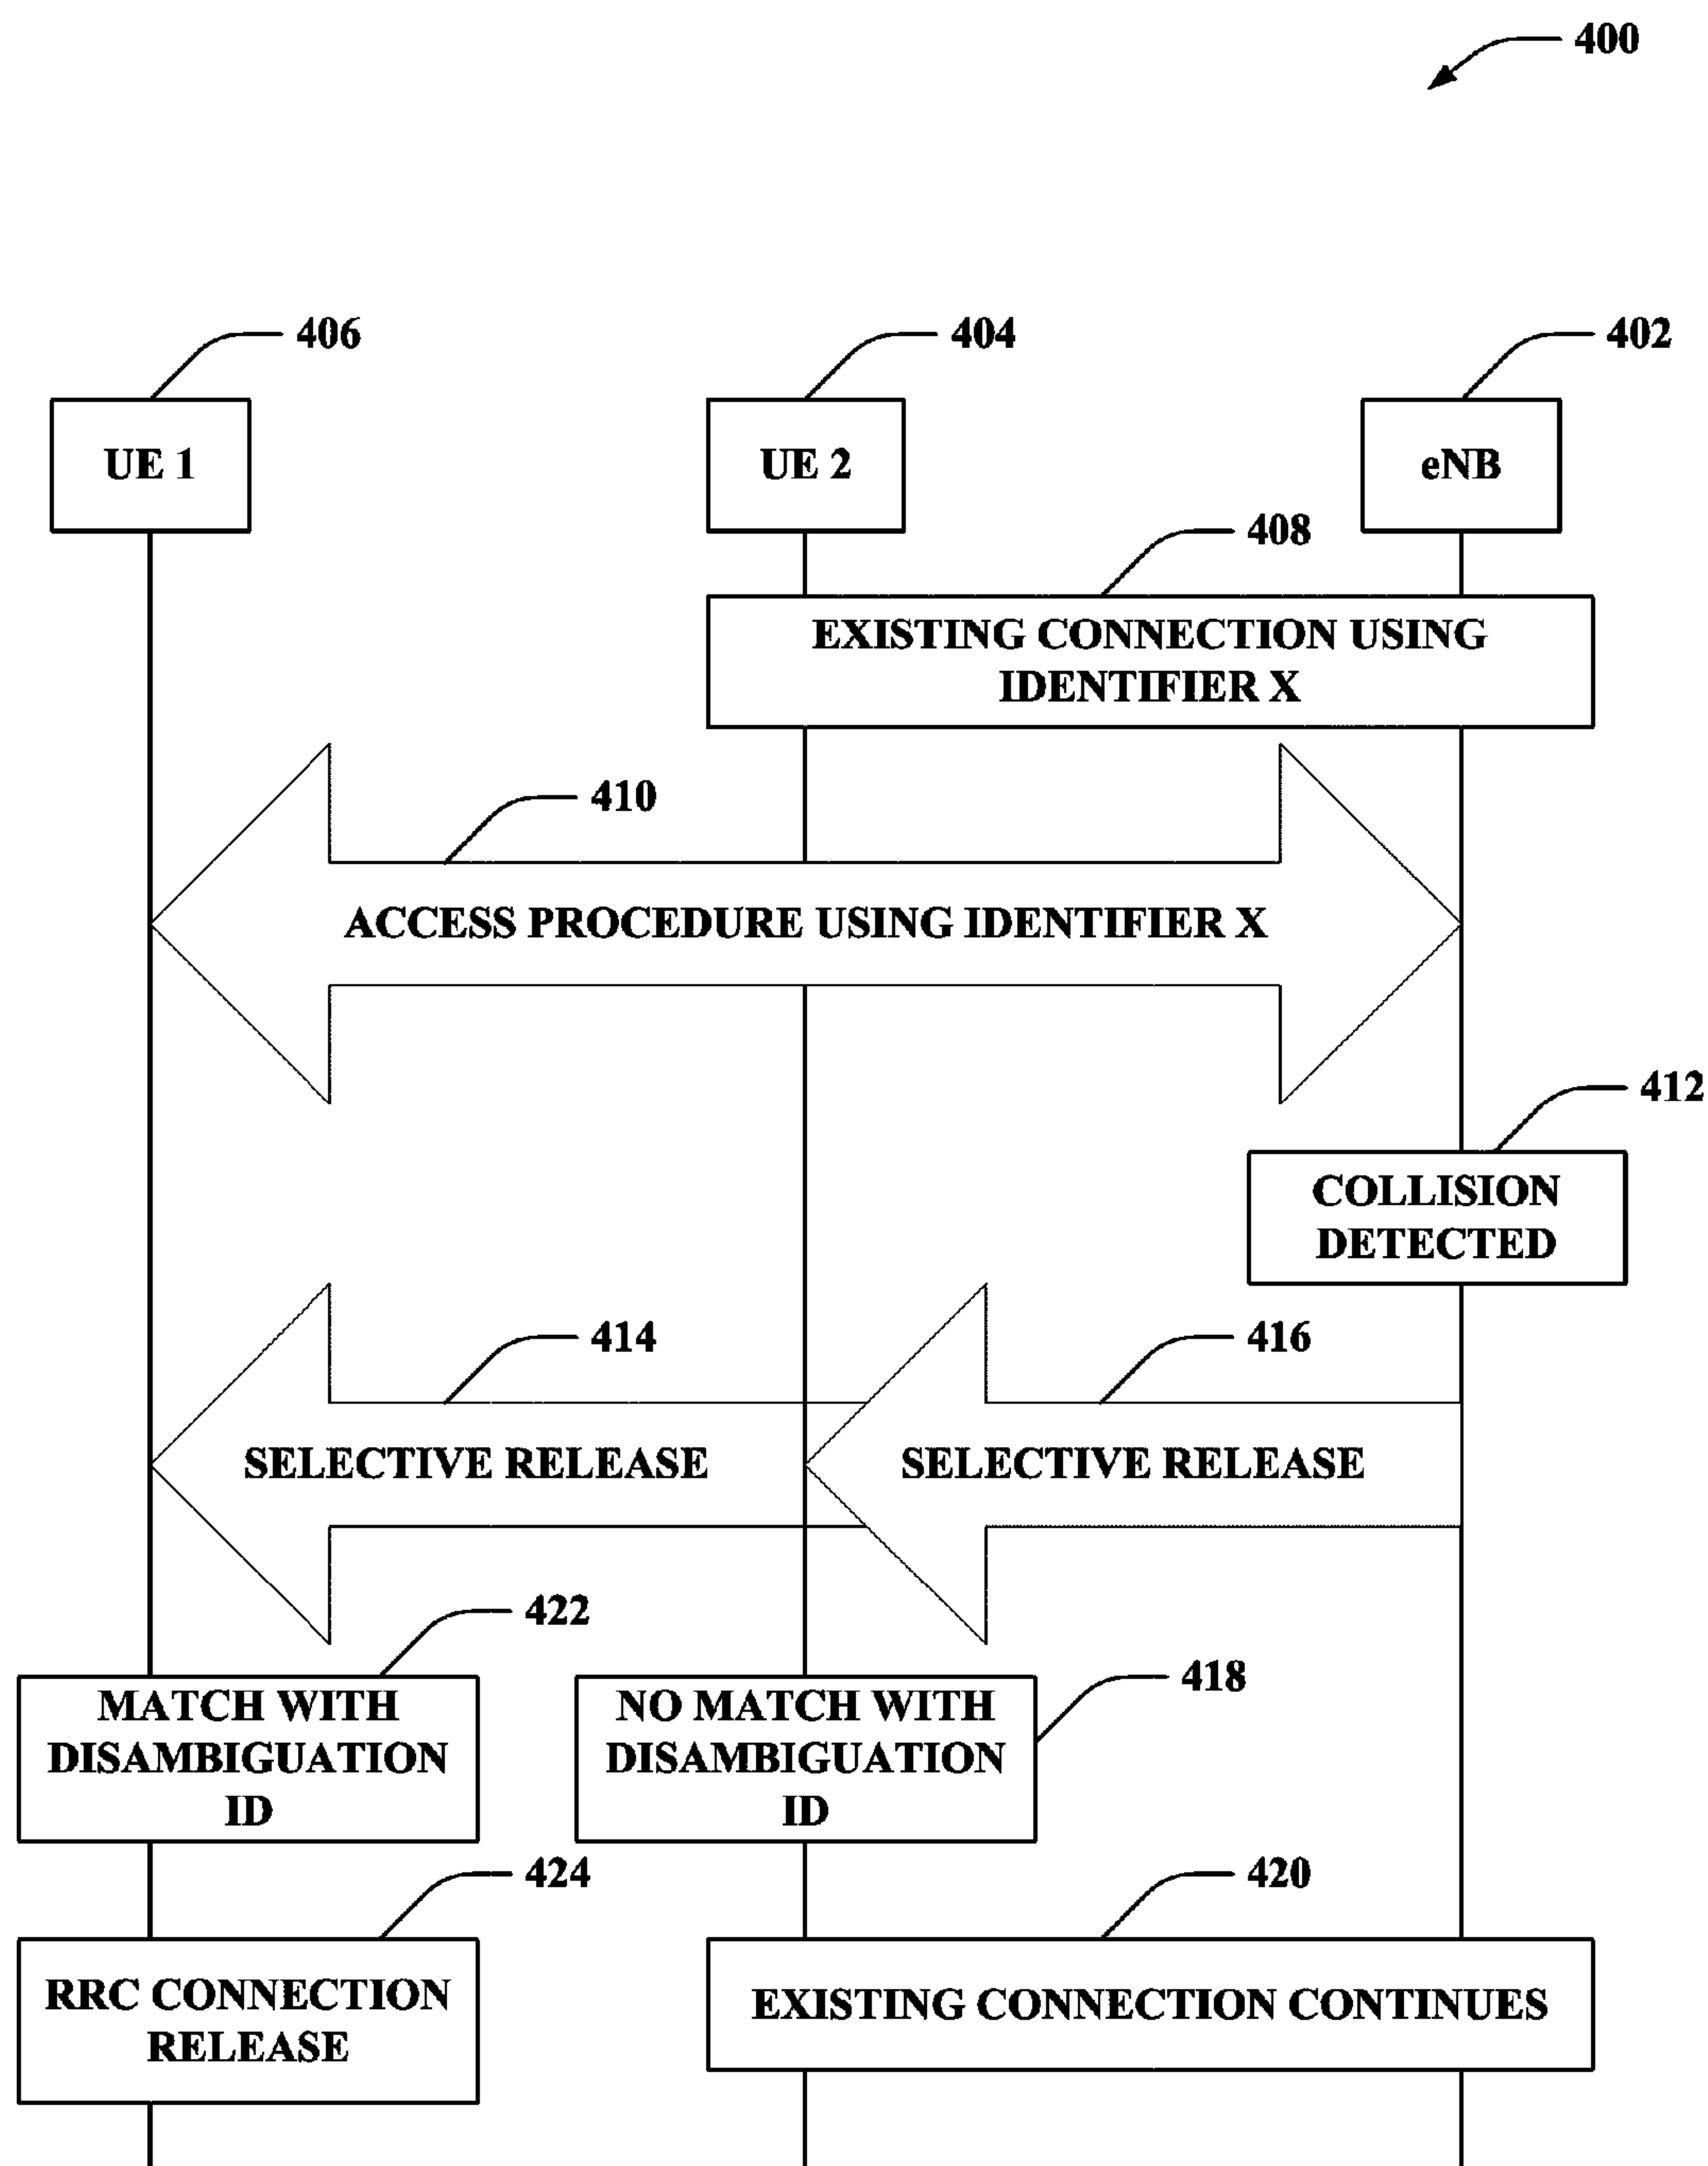 400
406
404
402
UE 1
UE 2
eNB
408
EXISTING CONNECTION USING
IDENTIFIER X
410
ACCESS PROCEDURE USING IDENTIFIER X
412
COLLISION
DETECTED
414
416
SELECTIVE RELEASE
SELECTIVE RELEASE
422
418
MATCH WITH
DISAMBIGUATION
ID
NO MATCH WITH
DISAMBIGUATION
ID
424
420
RRC CONNECTION
RELEASE
EXISTING CONNECTION CONTINUES